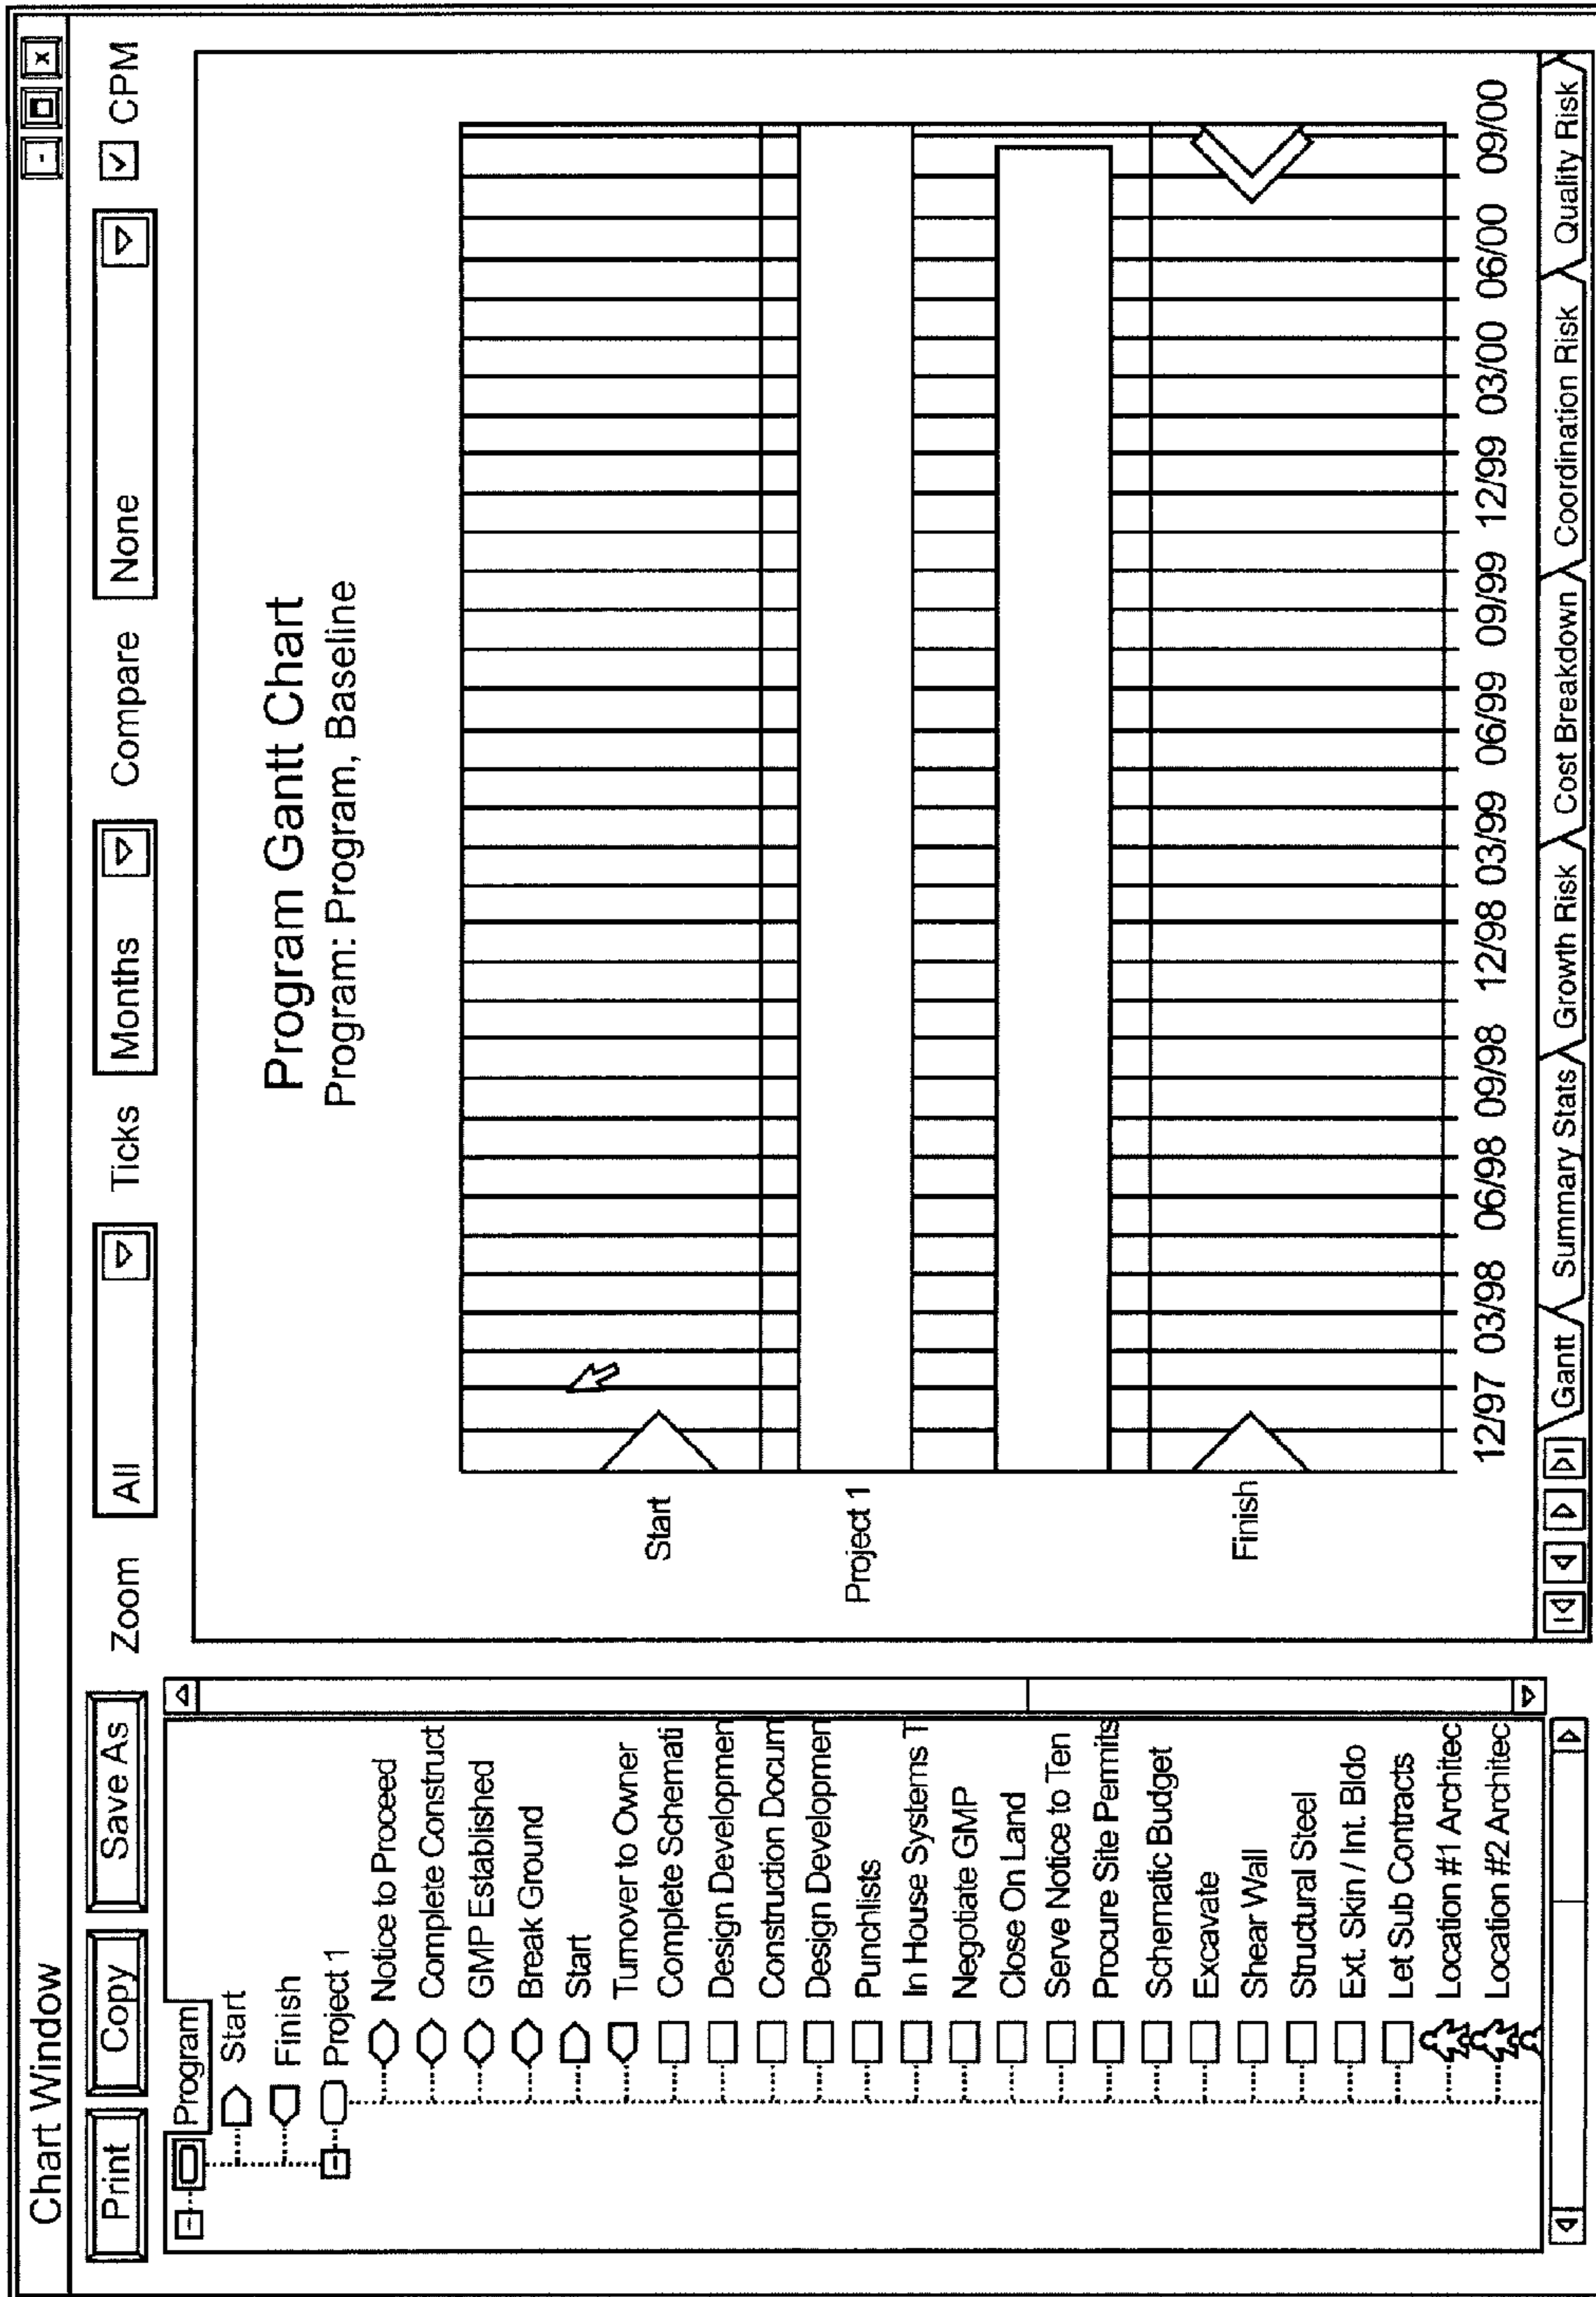 Chart Window
Print Copy Save As Zoom All Ticks Months Compare None CPM
Program
Start
Finish
Project 1
Notice to Proceed
Complete Construct
GMP Established
Break Ground
Start
Turnover to Owner
Complete Schemati
Design Developmen
Construction Docum
Design Developmen
Punchlists
In House Systems T
Negotiate GMP
Close On Land
Serve Notice to Ten
Procure Site Permits
Schematic Budget
Excavate
Shear Wall
Structural Steel
Ext. Skin / Int. Bldo
Let Sub Contracts
Location #1 Architec
Location #2 Architec
Program Gantt Chart
Program: Program, Baseline
Start
Project 1
Finish
12/97 03/98 06/98 09/98 12/98 03/99 06/99 09/99 12/99 03/00 06/00 09/00
Gantt Summary Stats Growth Risk Cost Breakdown Coordination Risk Quality Risk